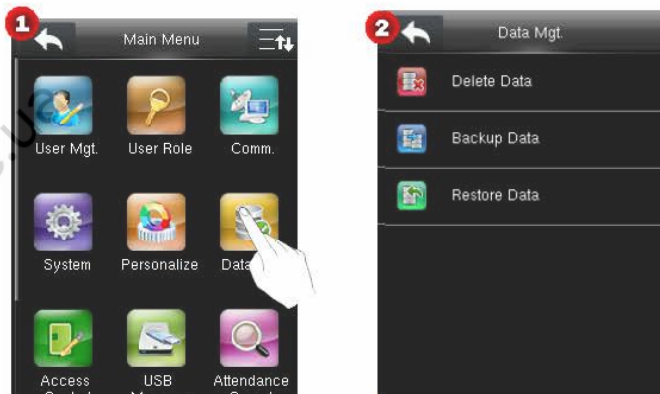 1
Main Menu
User Mgt.
User Role
Comm.
System
Personalize
Data
Access
USB
Attendance
2
Data Mgt.
Delete Data
Backup Data
Restore Data